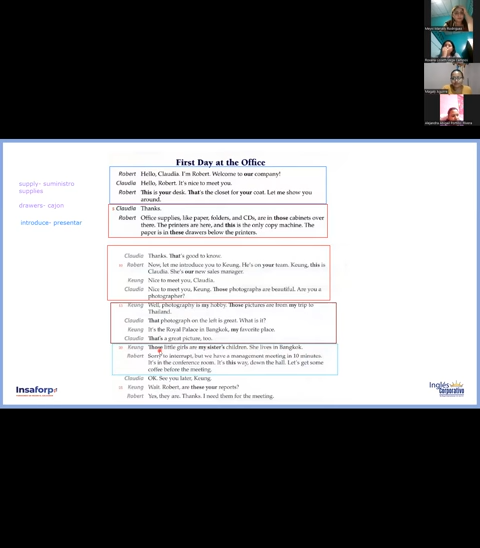 First Day at the Office
Robert Hello, Claudia. I'm Robert. Welcome to our company!
Claudia Hello, Robert. It's nice to meet you.
Robert This is your desk. That's the closet for your coat. Let me show you
around.
supply- suministro
supplies
drawers- cajon
introduce- presentar
5 Claudia Thanks.
Robert Office supplies, like paper, folders, and CDs, are in those cabinets over
there. The printers are here, and this is the only copy machine. The
paper is in these drawers below the printers.
Claudia Thanks. That's good to know.
10 Robert Now, let me introduce you to Keung. He's on your team. Keung, this is
Claudia. She's our new sales manager.
Keung Nice to meet you, Claudia.
Claudia Nice to meet you, Keung. Those photographs are beautiful. Are you a
photographer?
15 Keung Well, photography is my hobby. Those pictures are from my trip to
Thailand.
Claudia That photograph on the left is great. What is it?
Keung It's the Royal Palace in Bangkok, my favorite place.
Claudia That's a great picture, too.
20 Keung Those little girls are my sister's children. She lives in Bangkok.
Robert Sorry to interrupt, but we have a management meeting in 10 minutes.
It's in the conference room. It's this way, down the hall. Let's get some
coffee before the meeting.
Claudia OK. See you later, Keung.
25 Keung Wait. Robert, are these your reports?
Robert Yes, they are. Thanks. I need them for the meeting.
Insaforp
Inglés
Corporativo